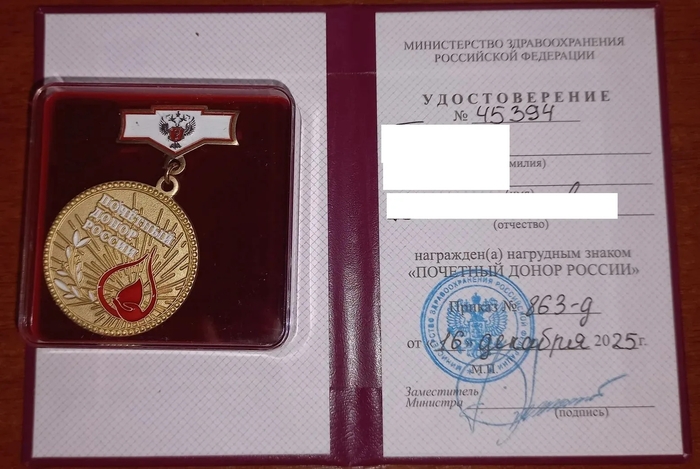 ПОЧЕТНЫЙ
ДОНОР
РОССИИ
МИНИСТЕРСТВО ЗДРАВООХРАНЕНИЯ
РОССИЙСКОЙ ФЕДЕРАЦИИ
УДОСТОВЕРЕНИЕ
№ 45394
(отчество)
награжден(а) нагрудным знаком
«ПОЧЕТНЫЙ ДОНОР РОССИИ»
Приказ № 863-д
от «16» декабря 2025 г.
М.П.
Заместитель
Министра
(подпись)